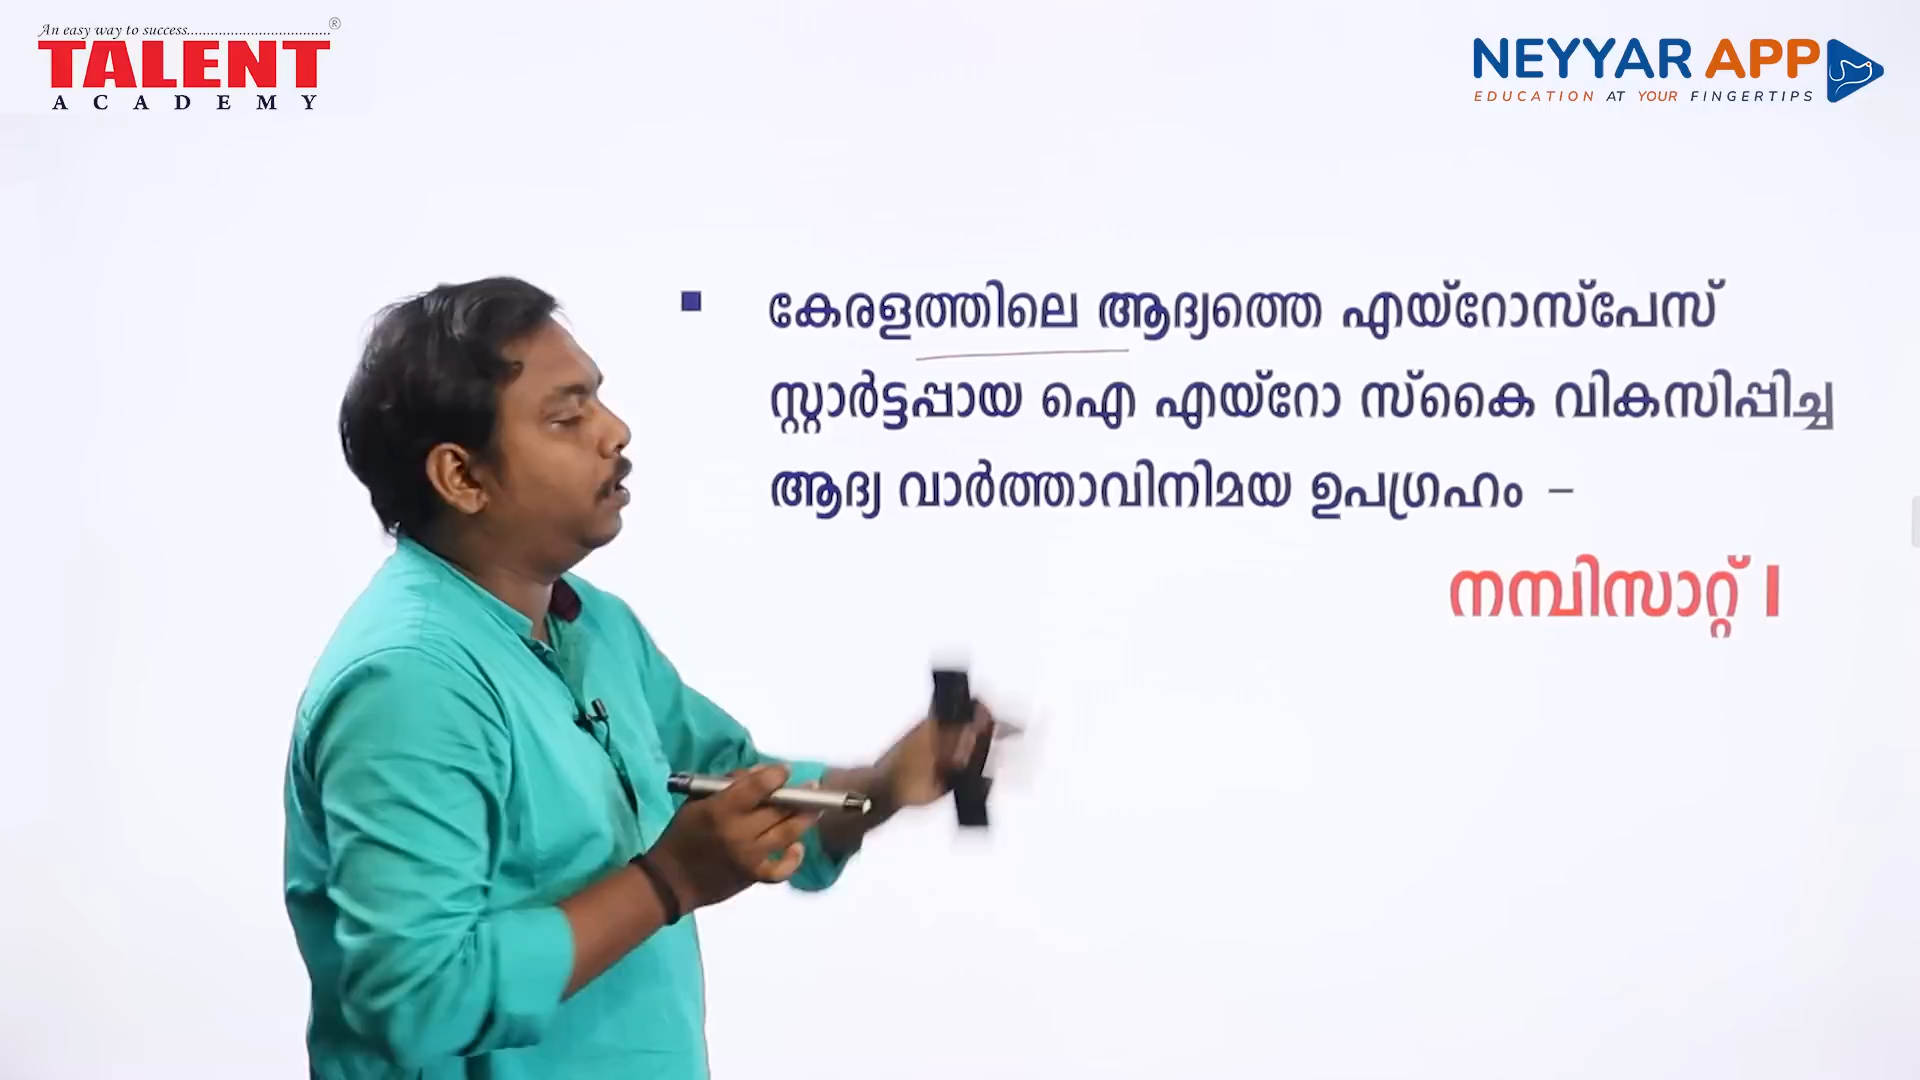 An easy way to success
TALENT
ACADEMY
®
NEYYAR APP
EDUCATION AT YOUR FINGERTIPS
കേരളത്തിലെ ആദ്യത്തെ എയ്റോസ്പേസ്
സ്റ്റാർട്ടപ്പായ ഐ എയ്റോ സ്കൈ വികസിപ്പിച്ച
ആദ്യ വാർത്താവിനിമയ ഉപഗ്രഹം –
നമ്പിസാറ്റ് I